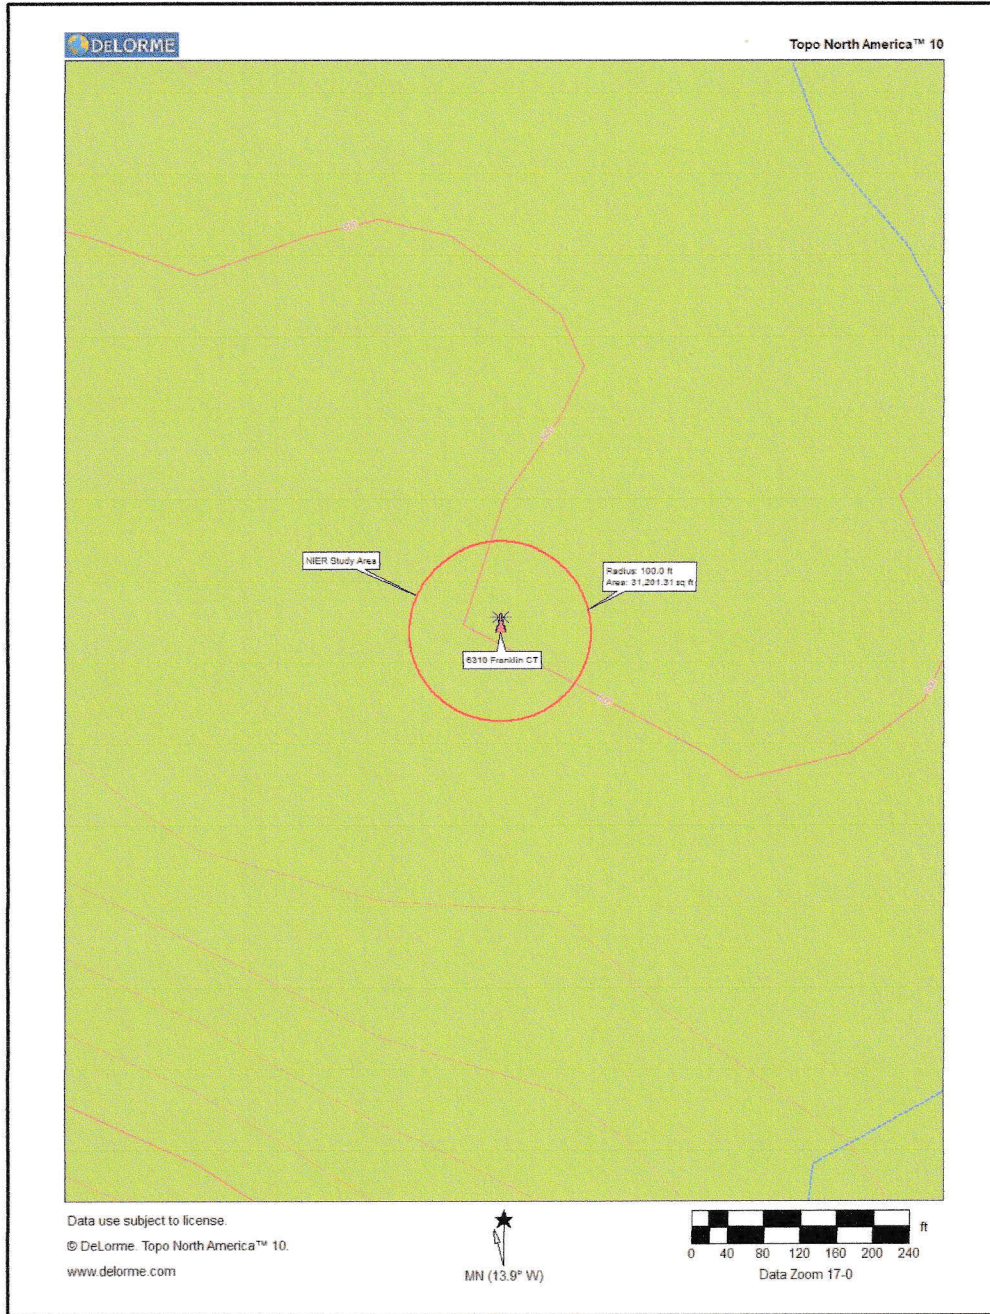 DELORME
Topo North America™ 10
NIER Study Area
Radius: 100.0 ft
Area: 31,201.31 sq ft
6310 Franklin CT
Data use subject to license.
© DeLorme. Topo North America™ 10.
www.delorme.com
MN (13.9° W)
ft
0 40 80 120 160 200 240
Data Zoom 17-0